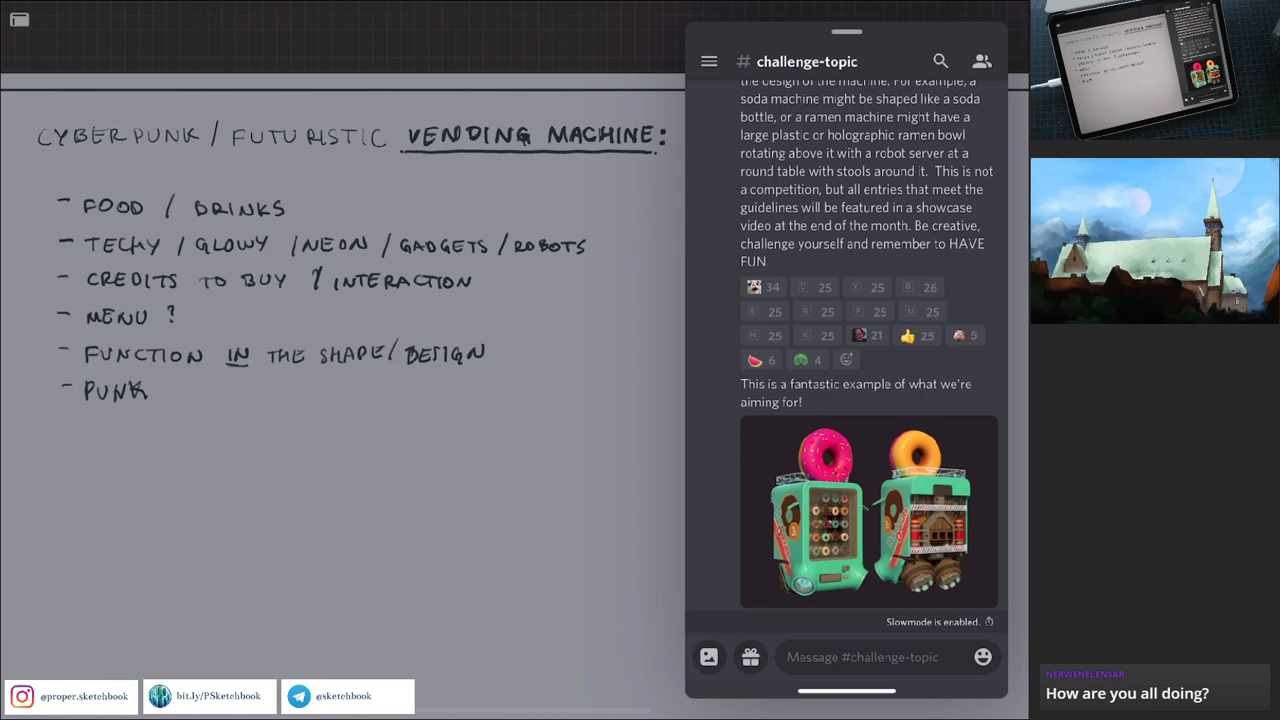 CYBERPUNK / FUTURISTIC VENDING MACHINE:
- FOOD / DRINKS
- TECHY / GLOWY / NEON / GADGETS / ROBOTS
- CREDITS TO BUY / INTERACTION
- MENU ?
- FUNCTION IN THE SHAPE / DESIGN
- PUNK
# challenge-topic
the design of the machine. For example, a
soda machine might be shaped like a soda
bottle, or a ramen machine might have a
large plastic or holographic ramen bowl
rotating above it with a robot server at a
round table with stools around it. This is not
a competition, but all entries that meet the
guidelines will be featured in a showcase
video at the end of the month. Be creative,
challenge yourself and remember to HAVE
FUN
34 C 25 Y 25 B 26
E 25 R 25 P 25 U 25
N 25 K 25 21 25 5
6 4
This is a fantastic example of what we're
aiming for!
Slowmode is enabled.
Message #challenge-topic
@proper.sketchbook
bit.ly/PSketchbook
@sketchbook
NERWENELENSAR
How are you all doing?